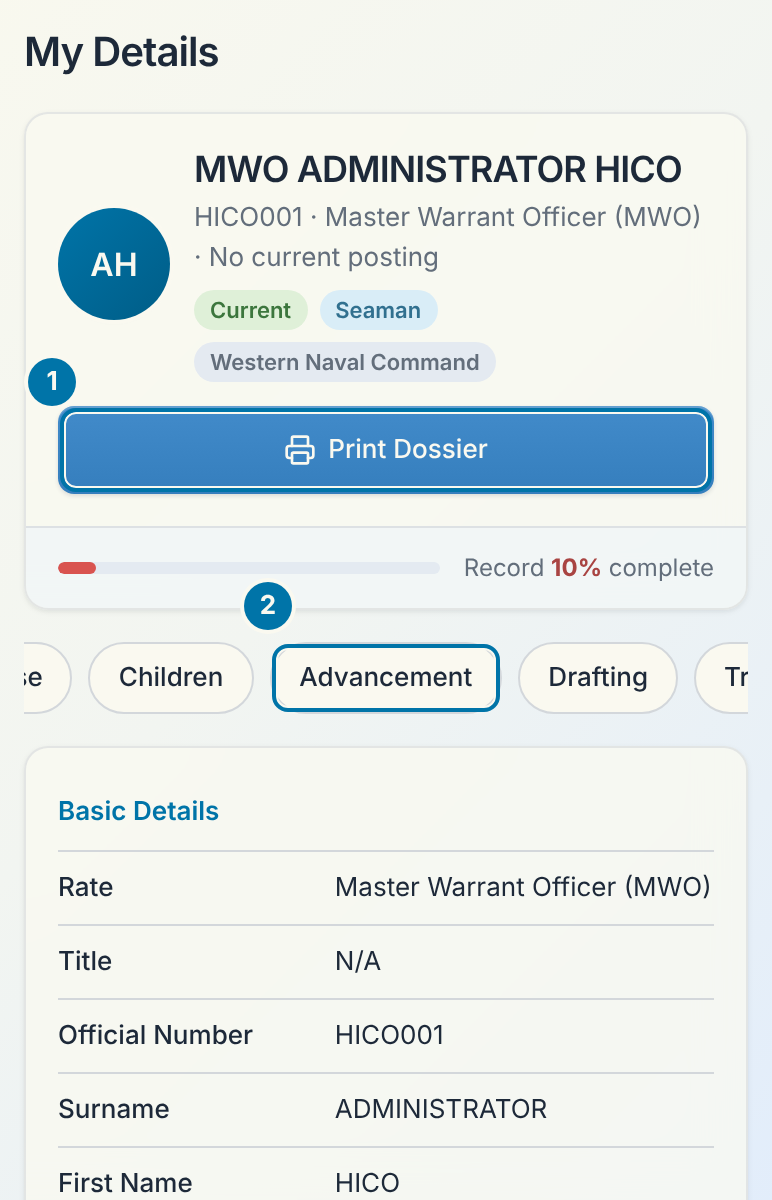 My Details
MWO ADMINISTRATOR HICO
HICO001 · Master Warrant Officer (MWO)
· No current posting
AH
Current Seaman
Western Naval Command
1
Print Dossier
Record 10% complete
2
se Children Advancement Drafting Tr
Basic Details
Rate Master Warrant Officer (MWO)
Title N/A
Official Number HICO001
Surname ADMINISTRATOR
First Name HICO